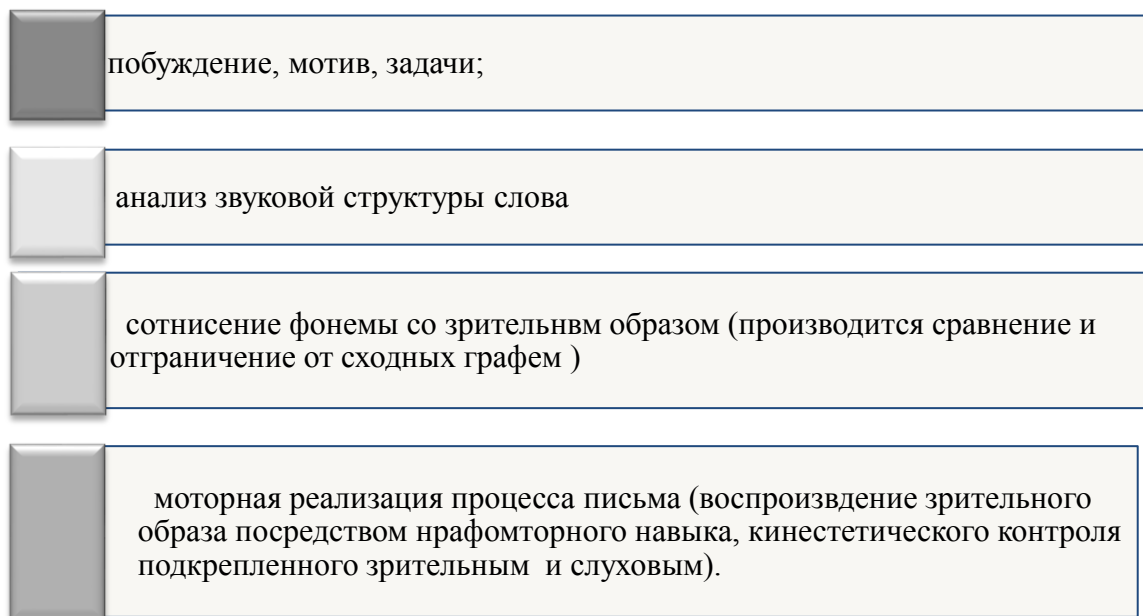 побуждение, мотив, задачи;
анализ звуковой структуры слова
сотнисение фонемы со зрительнвм образом (производится сравнение и
отграничение от сходных графем )
моторная реализация процесса письма (воспроизвдение зрительного
образа посредством нрафомторного навыка, кинестетического контроля
подкрепленного зрительным и слуховым).